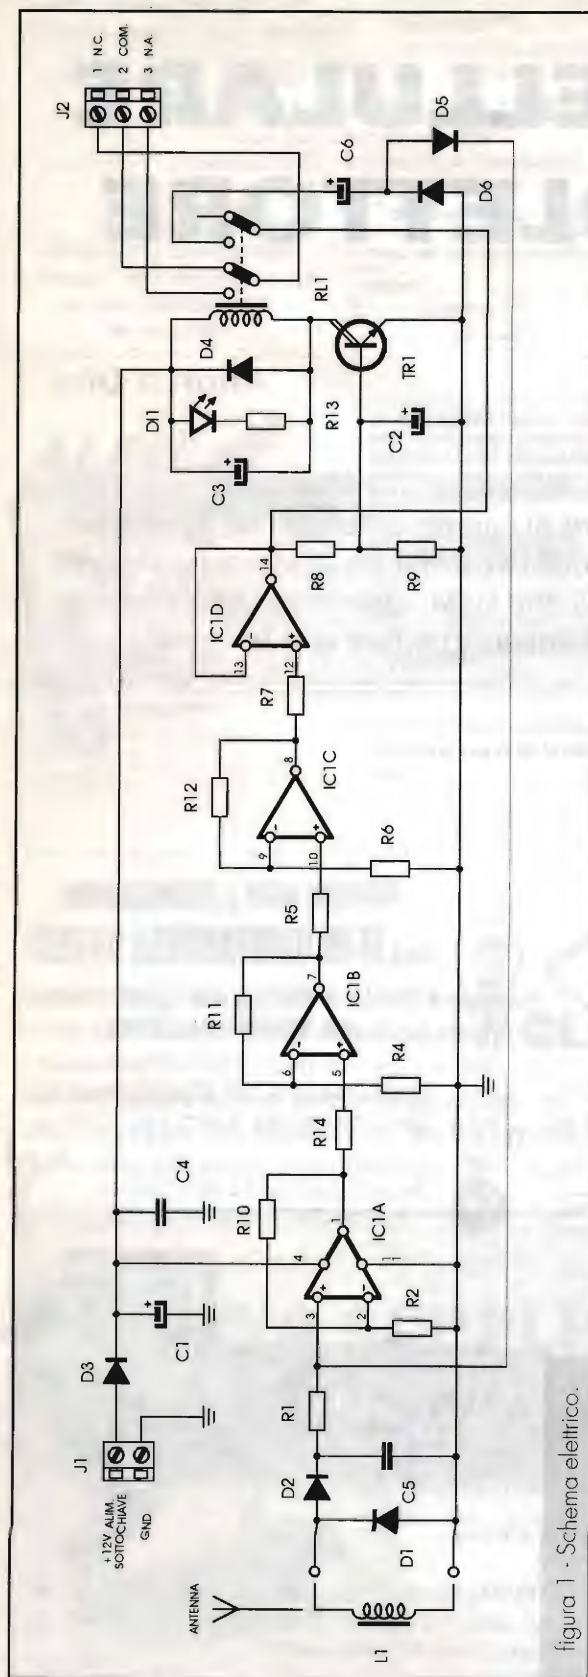 J1
+12V ALIM.
SOTTOCHIAVE
GND
D3
C1
C4
ANTENNA
L1
D1
D2
C5
R1
3
+
2
-
4
11
1
IC1A
R2
R10
R14
5
+
6
-
7
IC1B
R4
R11
R5
9
-
10
+
8
IC1C
R6
R12
R7
13
-
12
+
14
IC1D
R8
R9
C2
+
C3
+
DI1
R13
D4
RL1
TR1
C6
+
D5
D6
J2
1 N.C.
2 COM.
3 N.A.
figura 1 - Schema elettrico.